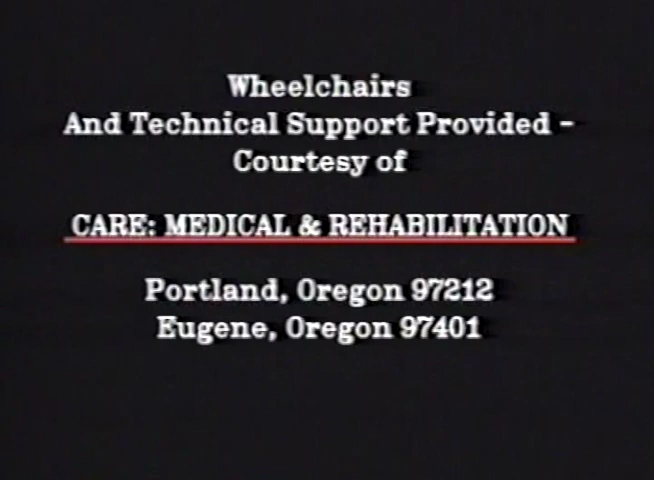 Wheelchairs
And Technical Support Provided -
Courtesy of
CARE: MEDICAL & REHABILITATION
Portland, Oregon 97212
Eugene, Oregon 97401